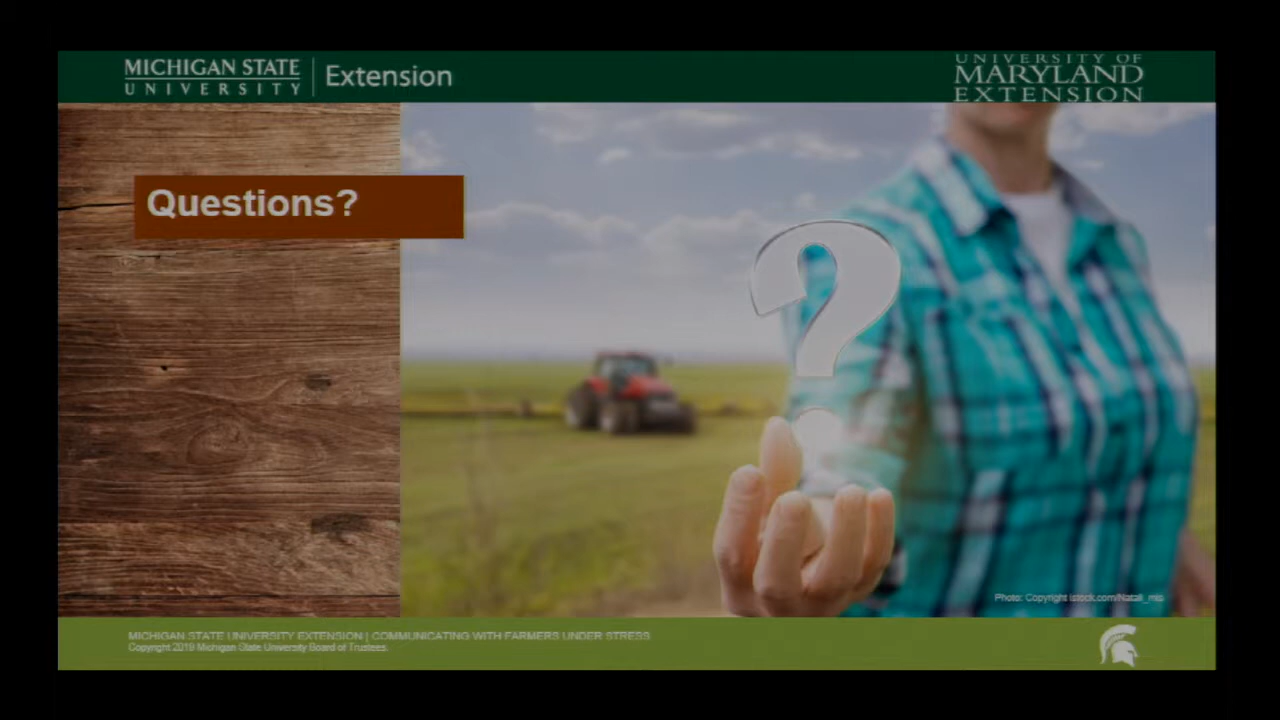 MICHIGAN STATE
UNIVERSITY
Extension
UNIVERSITY OF
MARYLAND
EXTENSION
Questions?
?
Photo: Copyright istock.com/Natali_mis
MICHIGAN STATE UNIVERSITY EXTENSION | COMMUNICATING WITH FARMERS UNDER STRESS
Copyright 2019 Michigan State University Board of Trustees